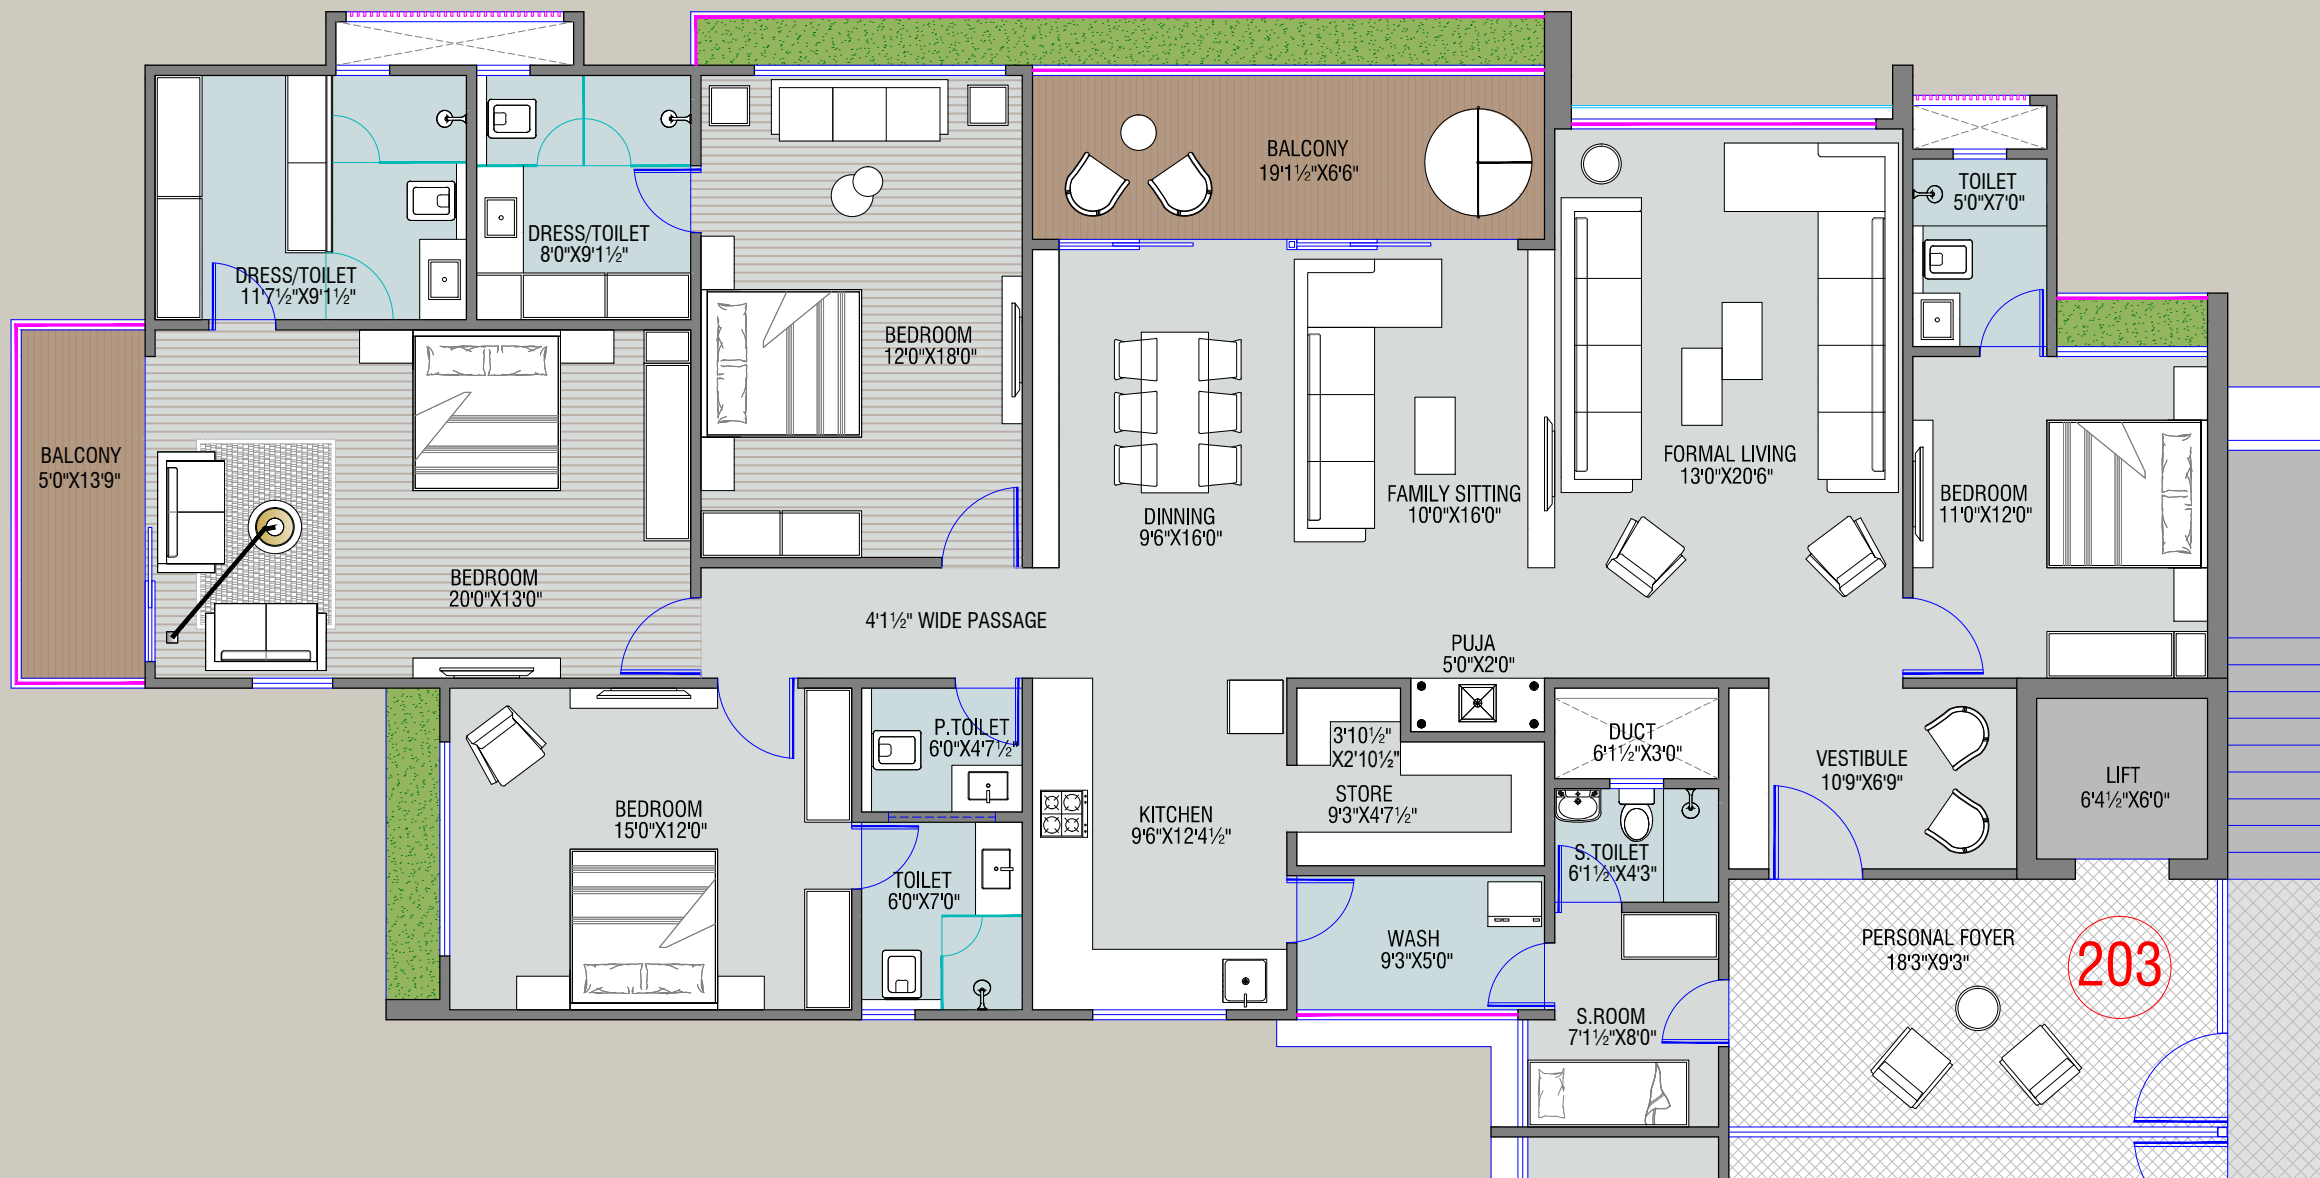 BALCONY
19'1½"X6'6"
TOILET
5'0"X7'0"
DRESS/TOILET
8'0"X9'1½"
DRESS/TOILET
11'7½"X9'1½"
BEDROOM
12'0"X18'0"
BALCONY
5'0"X13'9"
FORMAL LIVING
13'0"X20'6"
FAMILY SITTING
10'0"X16'0"
BEDROOM
11'0"X12'0"
DINNING
9'6"X16'0"
BEDROOM
20'0"X13'0"
4'1½" WIDE PASSAGE
PUJA
5'0"X2'0"
P.TOILET
6'0"X4'7½"
3'10½"
X2'10½"
DUCT
6'1½"X3'0"
VESTIBULE
10'9"X6'9"
LIFT
6'4½"X6'0"
BEDROOM
15'0"X12'0"
KITCHEN
9'6"X12'4½"
STORE
9'3"X4'7½"
S.TOILET
6'1½"X4'3"
TOILET
6'0"X7'0"
WASH
9'3"X5'0"
PERSONAL FOYER
18'3"X9'3"
203
S.ROOM
7'1½"X8'0"